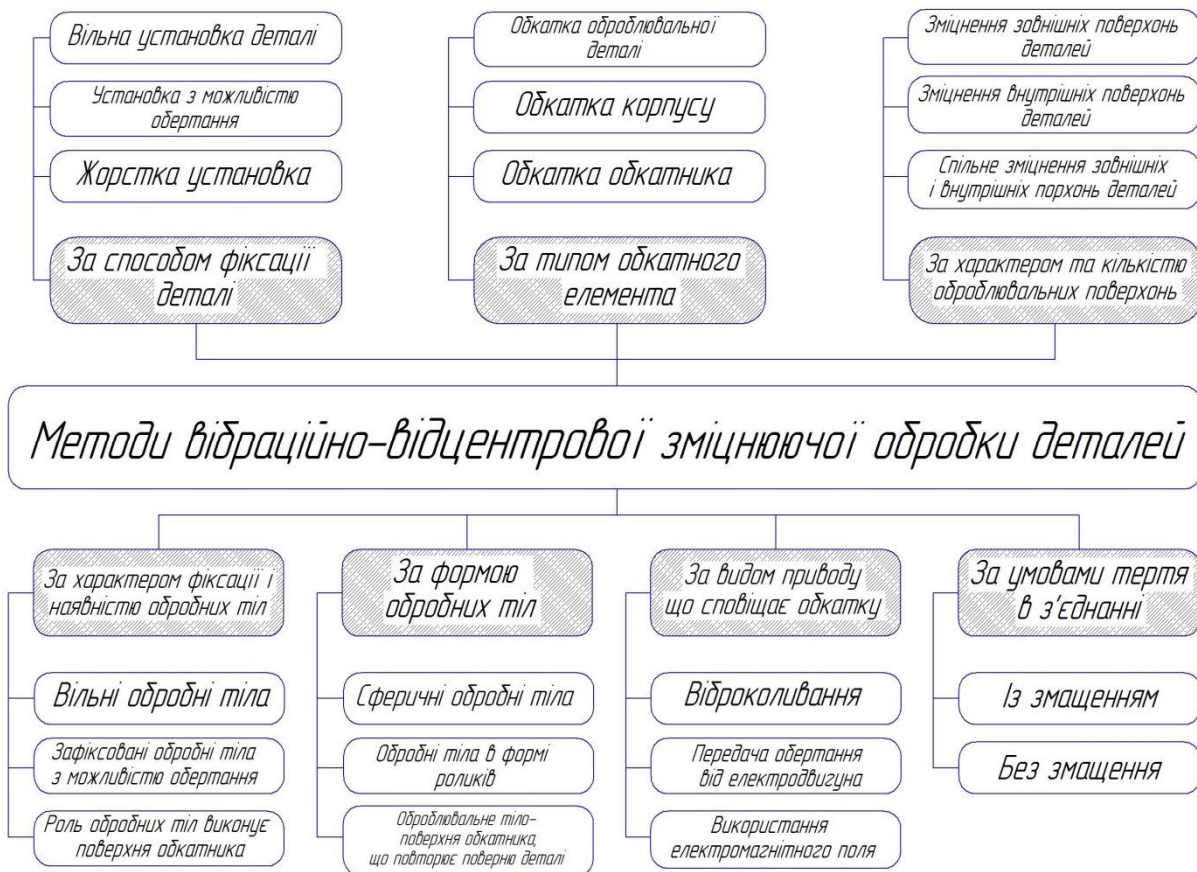 Вільна установка деталі
Установка з можливістю
обертання
Жорстка установка
За способом фіксації
деталі
Обкатка оброблювальної
деталі
Обкатка корпусу
Обкатка обкатника
За типом обкатного
елемента
Зміцнення зовнішніх поверхонь
деталей
Зміцнення внутрішніх поверхонь
деталей
Спільне зміцнення зовнішніх
і внутрішніх порхонь деталей
За характером та кількістю
оброблювальних поверхонь
Методи вібраційно-відцентрової зміцнюючої обробки деталей
За характером фіксації і
наявністю обробних тіл
Вільні обробні тіла
Зафіксовані обробні тіла
з можливістю обертання
Роль обробних тіл виконує
поверхня обкатника
За формою
обробних тіл
Сферичні обробні тіла
Обробні тіла в формі
роликів
Оброблювальне тіло-
поверхня обкатника,
що повторює поверню деталі
За видом приводу
що сповіщає обкатку
Віброколивання
Передача обертання
від електродвигуна
Використання
електромагнітного поля
За умовами тертя
в з'єднанні
Із змащенням
Без змащення